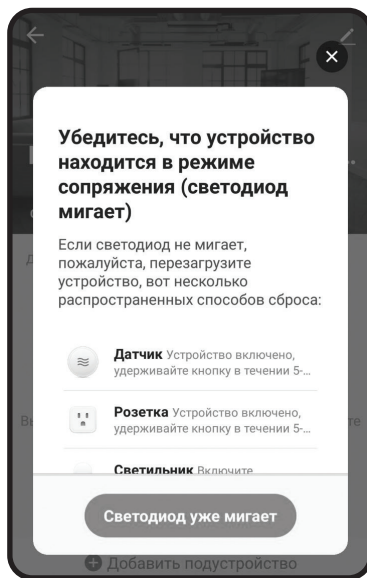 Убедитесь, что устройство
находится в режиме
сопряжения (светодиод
мигает)
Если светодиод не мигает,
пожалуйста, перезагрузите
устройство, вот несколько
распространенных способов сброса:
Датчик Устройство включено,
удерживайте кнопку в течении 5-...
Розетка Устройство включено,
удерживайте кнопку в течении 5-...
Светильник Включите
Светодиод уже мигает
Добавить подустройство